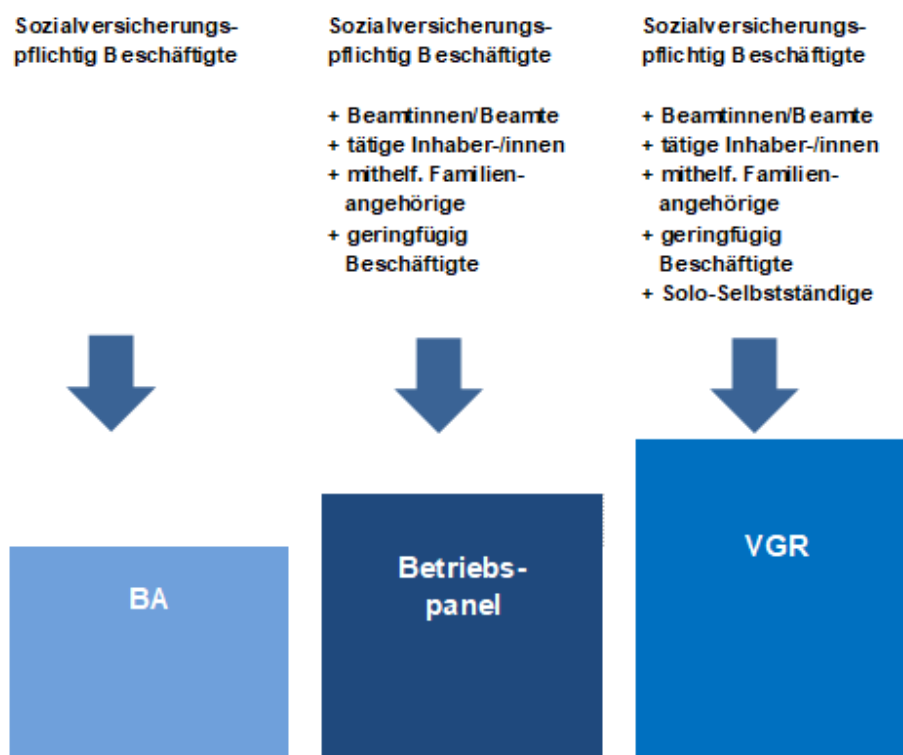 Sozialversicherungs-
pflichtig Beschäftigte
Sozialversicherungs-
pflichtig Beschäftigte
+ Beamtinnen/Beamte
+ tätige Inhaber-/innen
+ mithelf. Familien-
angehörige
+ geringfügig
Beschäftigte
Sozialversicherungs-
pflichtig Beschäftigte
+ Beamtinnen/Beamte
+ tätige Inhaber-/innen
+ mithelf. Familien-
angehörige
+ geringfügig
Beschäftigte
+ Solo-Selbstständige
BA
Betriebs-
panel
VGR